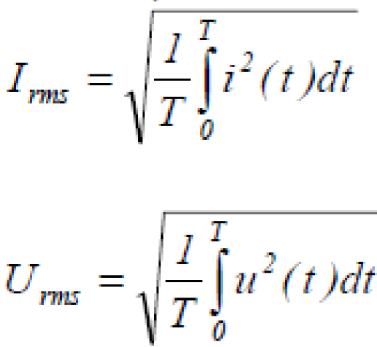 I_rms = √(1/T ∫₀ᵀ i²(t)dt)
U_rms = √(1/T ∫₀ᵀ u²(t)dt)